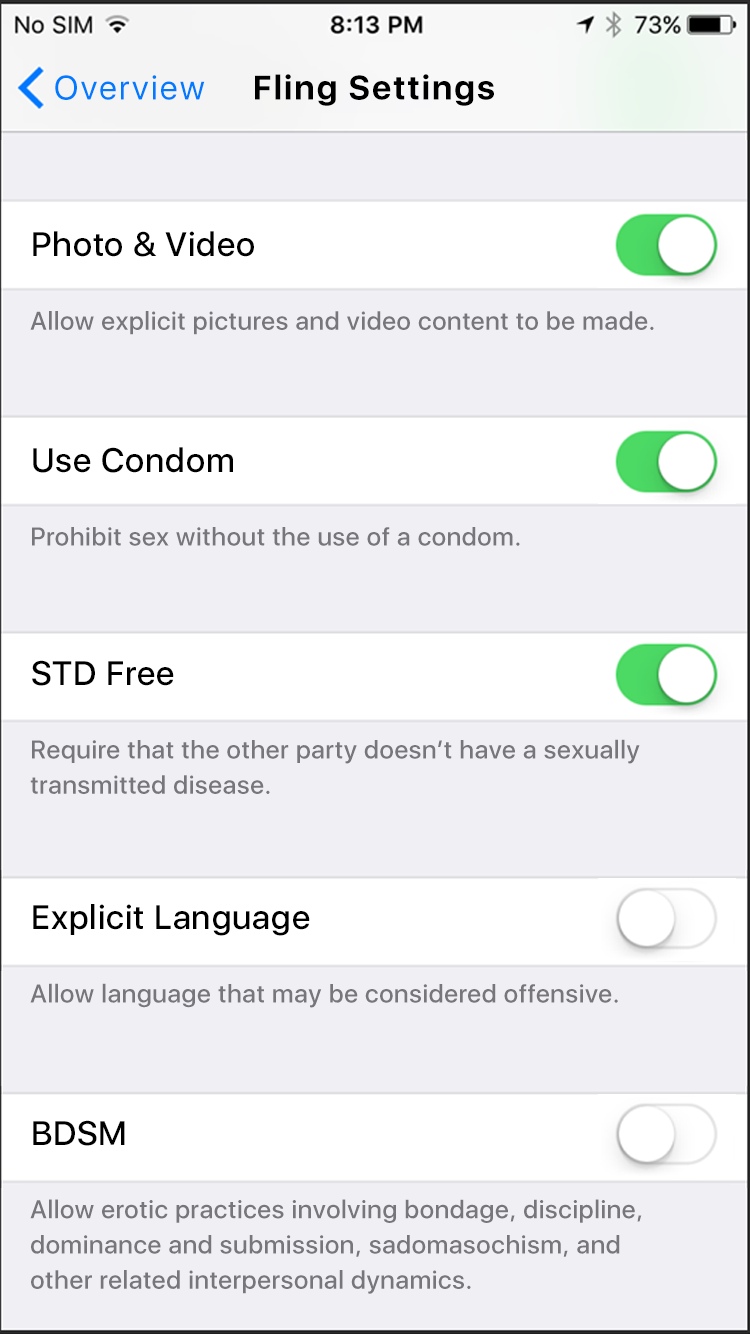 No SIM 8:13 PM 73%
Overview Fling Settings
Photo & Video
Allow explicit pictures and video content to be made.
Use Condom
Prohibit sex without the use of a condom.
STD Free
Require that the other party doesn’t have a sexually
transmitted disease.
Explicit Language
Allow language that may be considered offensive.
BDSM
Allow erotic practices involving bondage, discipline,
dominance and submission, sadomasochism, and
other related interpersonal dynamics.